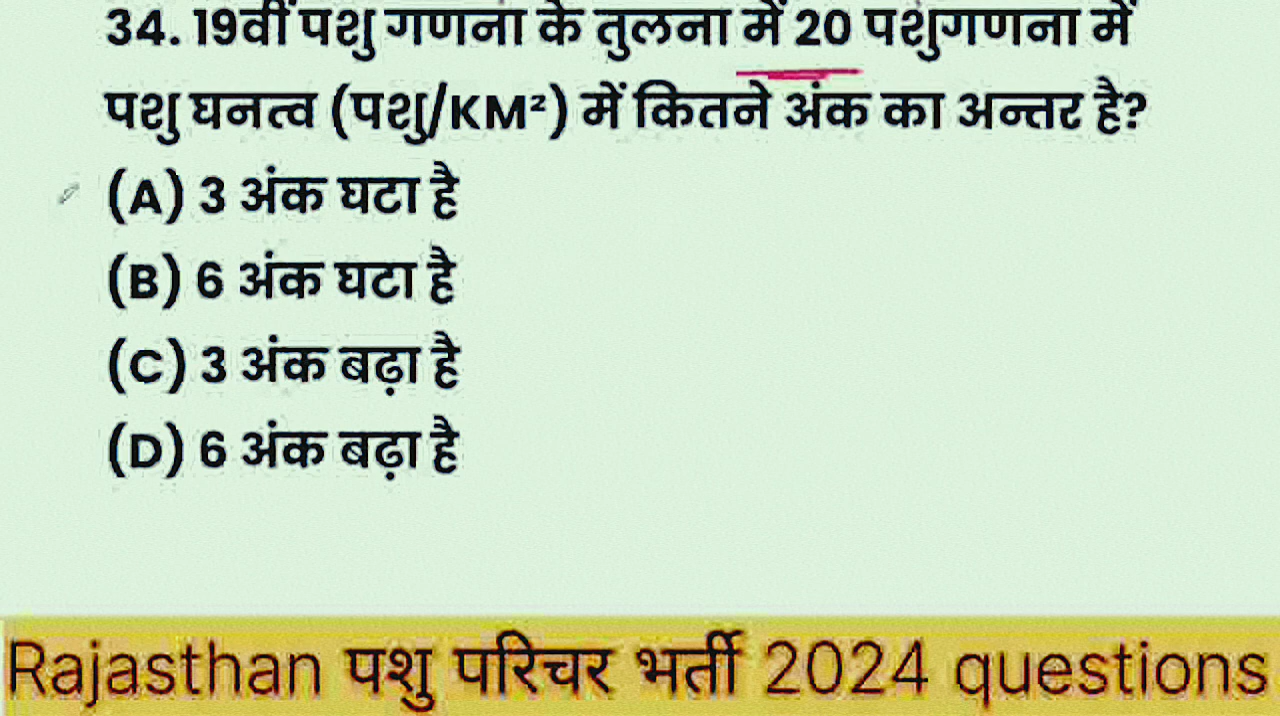 34. 19वीं पशु गणना के तुलना में 20 पशुगणना में
पशु घनत्व (पशु/KM²) में कितने अंक का अन्तर है?
(A) 3 अंक घटा है
(B) 6 अंक घटा है
(C) 3 अंक बढ़ा है
(D) 6 अंक बढ़ा है
Rajasthan पशु परिचर भर्ती 2024 questions